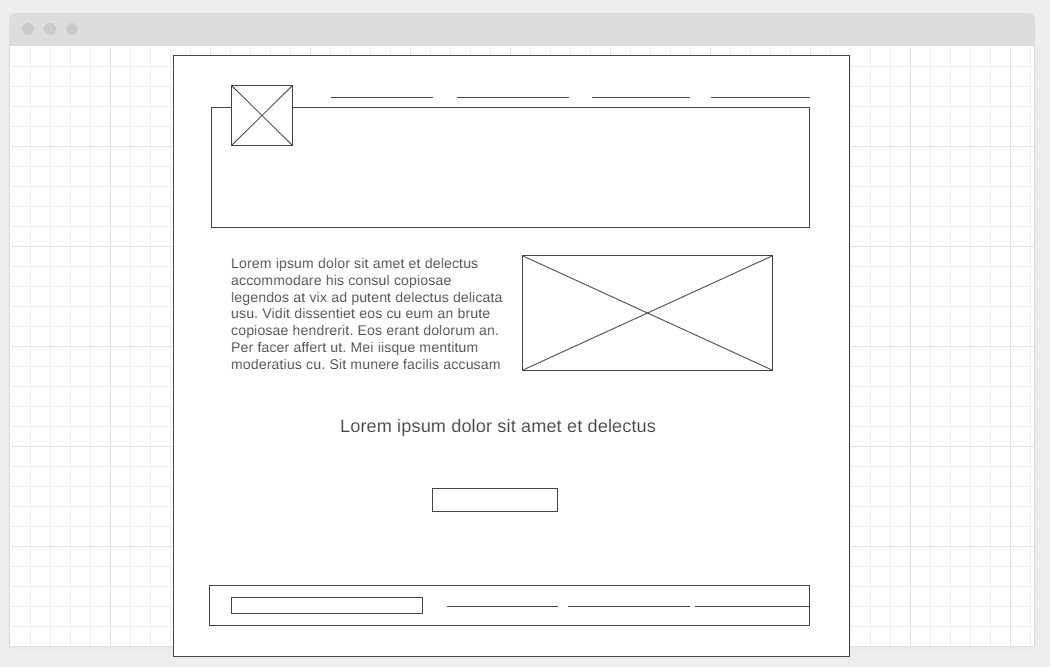 Lorem ipsum dolor sit amet et delectus
accommodare his consul copiosae
legendos at vix ad putent delectus delicata
usu. Vidit dissentiet eos cu eum an brute
copiosae hendrerit. Eos erant dolorum an.
Per facer affert ut. Mei iisque mentitum
moderatius cu. Sit munere facilis accusam
Lorem ipsum dolor sit amet et delectus